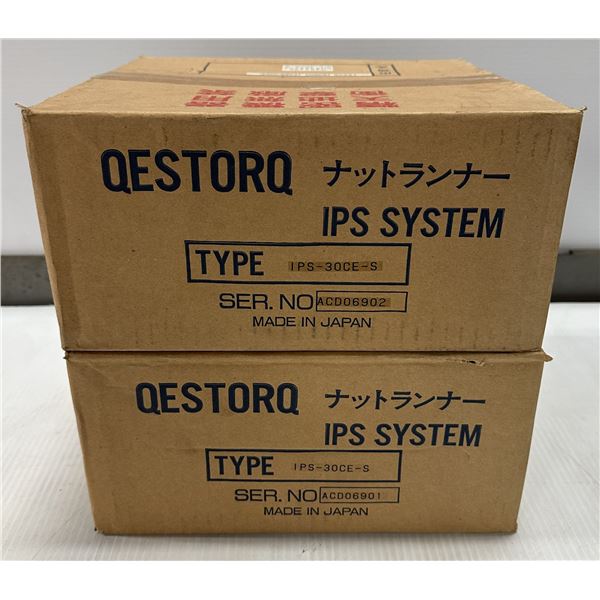 QESTORQ ナットランナー
IPS SYSTEM
TYPE IPS-30CE-S
SER. NO ACD06902
MADE IN JAPAN
QESTORQ ナットランナー
IPS SYSTEM
TYPE IPS-30CE-S
SER. NO ACD06901
MADE IN JAPAN